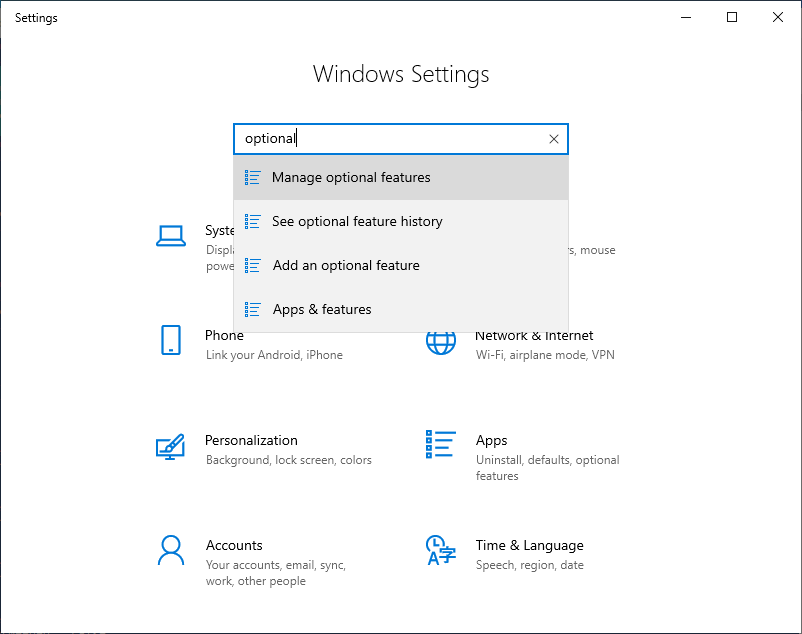 Settings
Windows Settings
optional
Manage optional features
See optional feature history
Add an optional feature
Apps & features
Syste
Displ
s, mouse
powe
Phone
Link your Android, iPhone
Network & Internet
Wi-Fi, airplane mode, VPN
Personalization
Background, lock screen, colors
Apps
Uninstall, defaults, optional
features
Accounts
Your accounts, email, sync,
work, other people
Time & Language
Speech, region, date